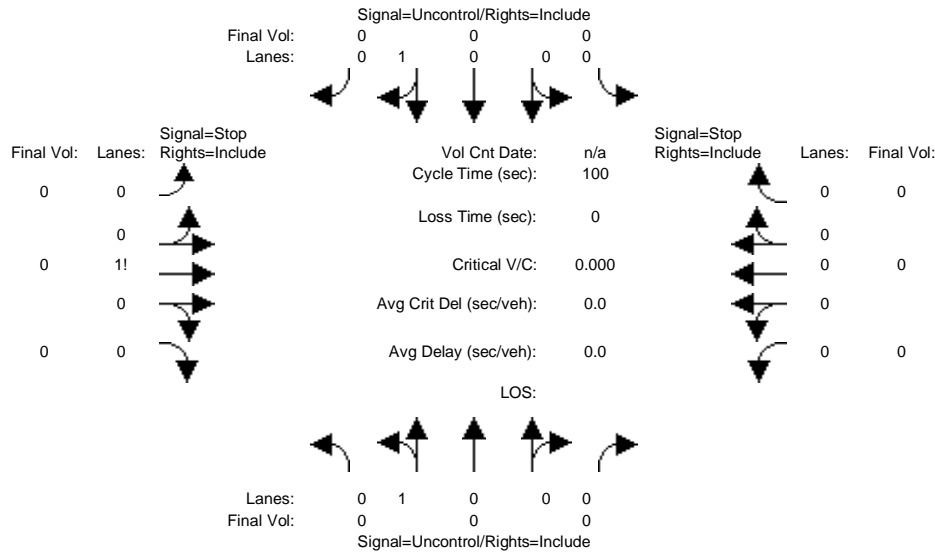 Signal=Uncontrol/Rights=Include
Final Vol: 0 0 0
Lanes: 0 1 0 0 0
Signal=Stop Signal=Stop
Final Vol: Lanes: Rights=Include Vol Cnt Date: n/a Rights=Include Lanes: Final Vol:
Cycle Time (sec): 100
0 0 0 0
Loss Time (sec): 0
0 0
0 1! Critical V/C: 0.000 0 0
0 Avg Crit Del (sec/veh): 0.0 0
0 0 Avg Delay (sec/veh): 0.0 0 0
LOS:
Lanes: 0 1 0 0 0
Final Vol: 0 0 0
Signal=Uncontrol/Rights=Include